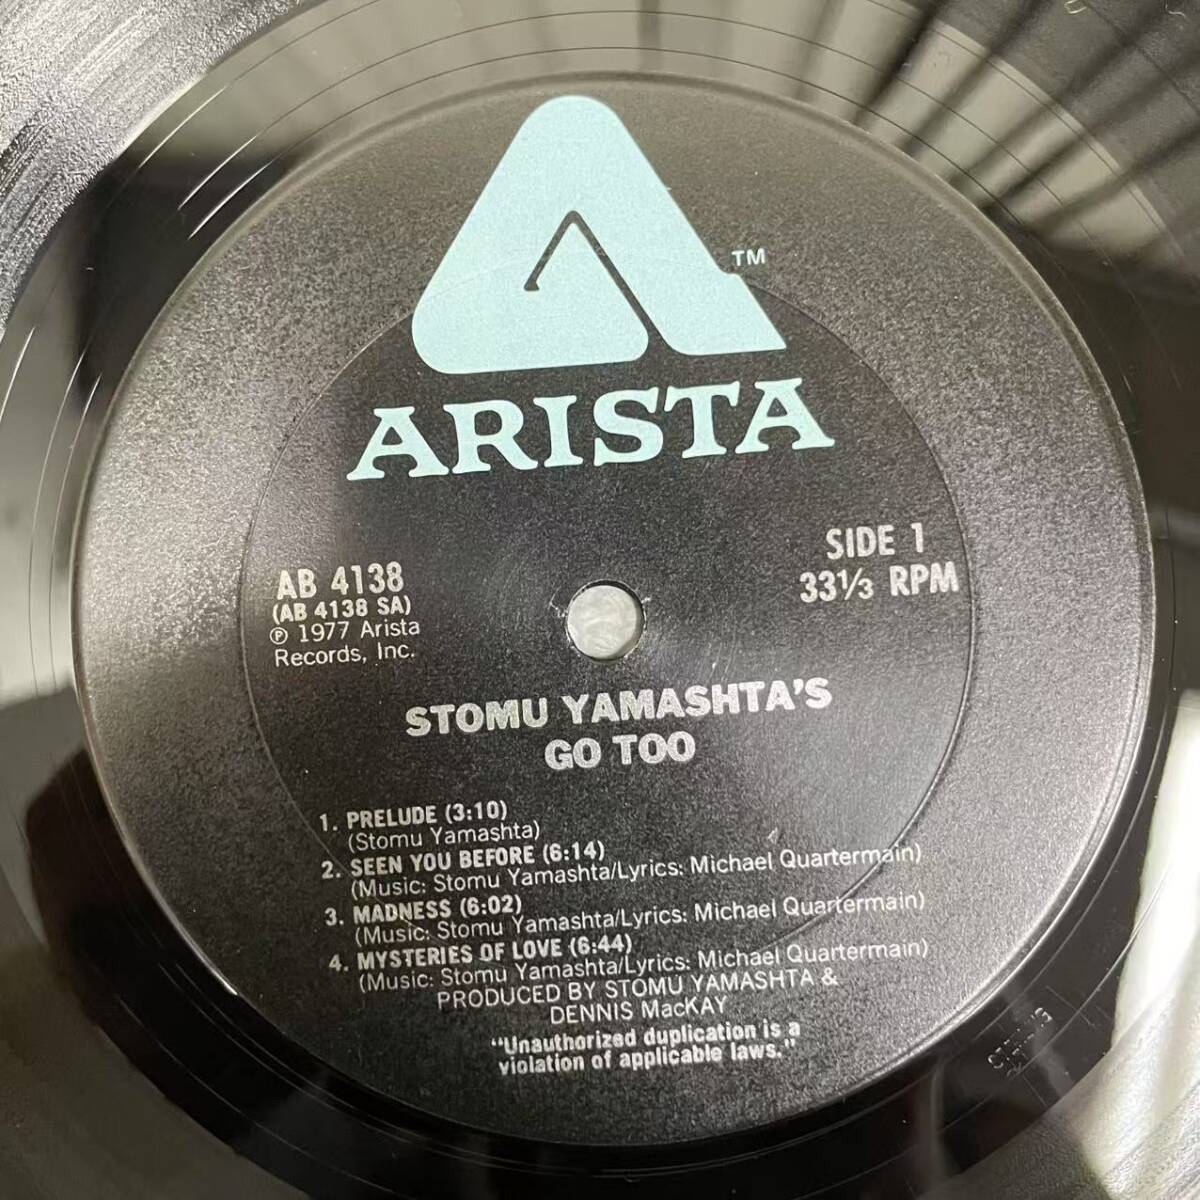 TM
ARISTA
SIDE 1
33⅓ RPM
AB 4138
(AB 4138 SA)
℗ 1977 Arista
Records, Inc.
STOMU YAMASHTA'S
GO TOO
1. PRELUDE (3:10)
(Stomu Yamashta)
2. SEEN YOU BEFORE (6:14)
(Music: Stomu Yamashta/Lyrics: Michael Quartermain)
3. MADNESS (6:02)
(Music: Stomu Yamashta/Lyrics: Michael Quartermain)
4. MYSTERIES OF LOVE (6:44)
(Music: Stomu Yamashta/Lyrics: Michael Quartermain)
PRODUCED BY STOMU YAMASHTA &
DENNIS MacKAY
"Unauthorized duplication is a
violation of applicable laws."